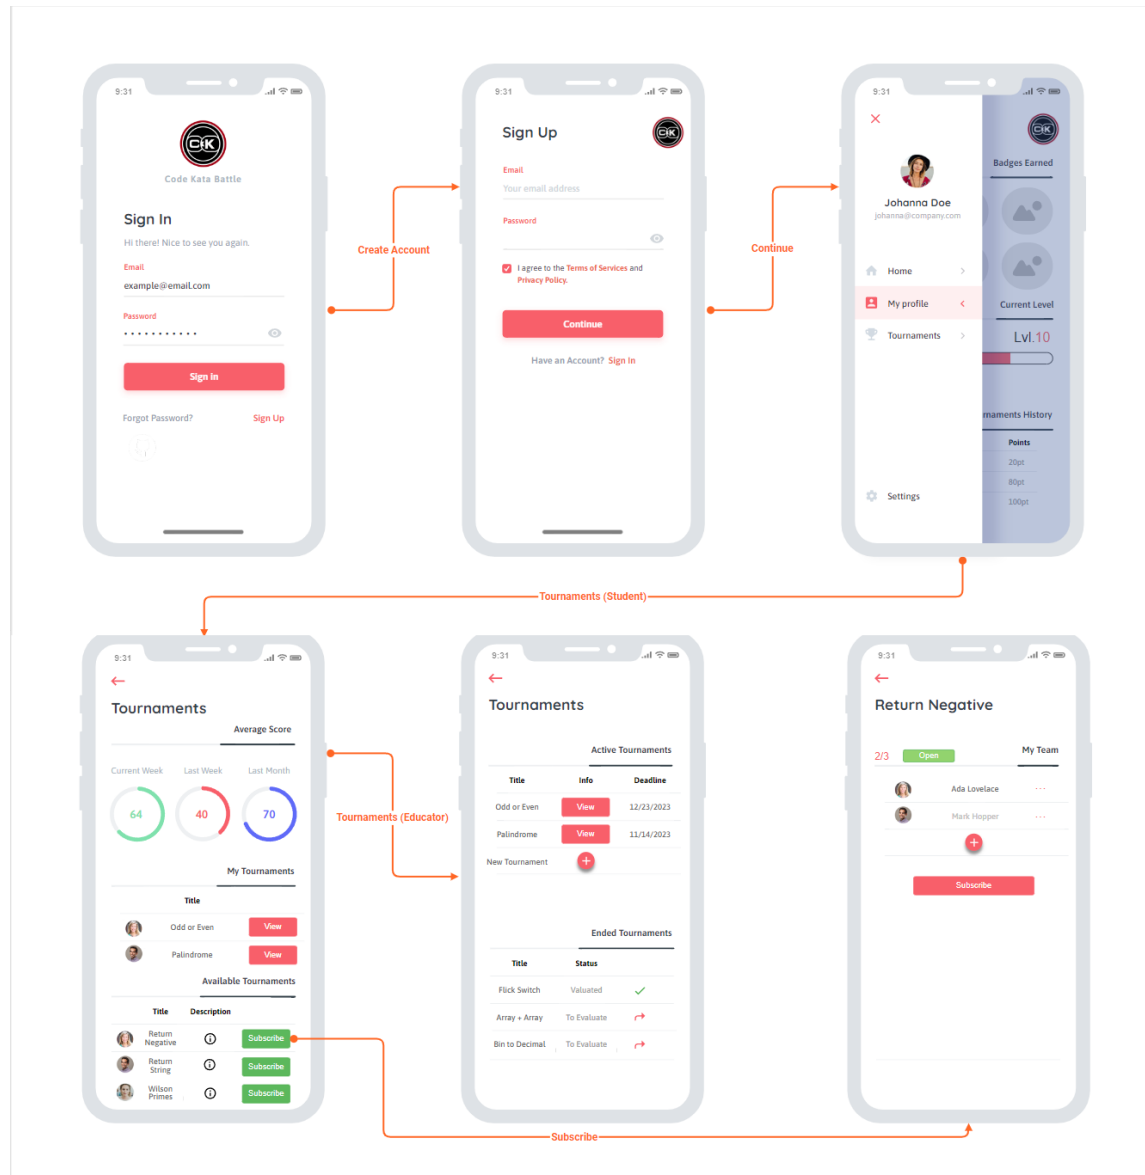 9:31
CK
Code Kata Battle
Sign In
Hi there! Nice to see you again.
Email
example@email.com
Password
Sign in
Forgot Password?
Sign Up
Create Account
9:31
Sign Up
CK
Email
Your email address
Password
I agree to the Terms of Services and
Privacy Policy.
Continue
Have an Account? Sign In
Continue
9:31
CK
Johanna Doe
johanna@company.com
Home
My profile
Tournaments
Settings
Badges Earned
Current Level
Lvl.10
rnaments History
Points
20pt
80pt
100pt
Tournaments (Student)
9:31
Tournaments
Average Score
Current Week
Last Week
Last Month
64
40
70
My Tournaments
Title
Odd or Even
View
Palindrome
View
Available Tournaments
Title
Description
Return
Negative
Subscribe
Return
String
Subscribe
Wilson
Primes
Subscribe
Tournaments (Educator)
9:31
Tournaments
Active Tournaments
Title
Info
Deadline
Odd or Even
View
12/23/2023
Palindrome
View
11/14/2023
New Tournament
+
Ended Tournaments
Title
Status
Flick Switch
Valuated
Array + Array
To Evaluate
Bin to Decimal
To Evaluate
9:31
Return Negative
2/3
Open
My Team
Ada Lovelace
...
Mark Hopper
...
+
Subscribe
Subscribe